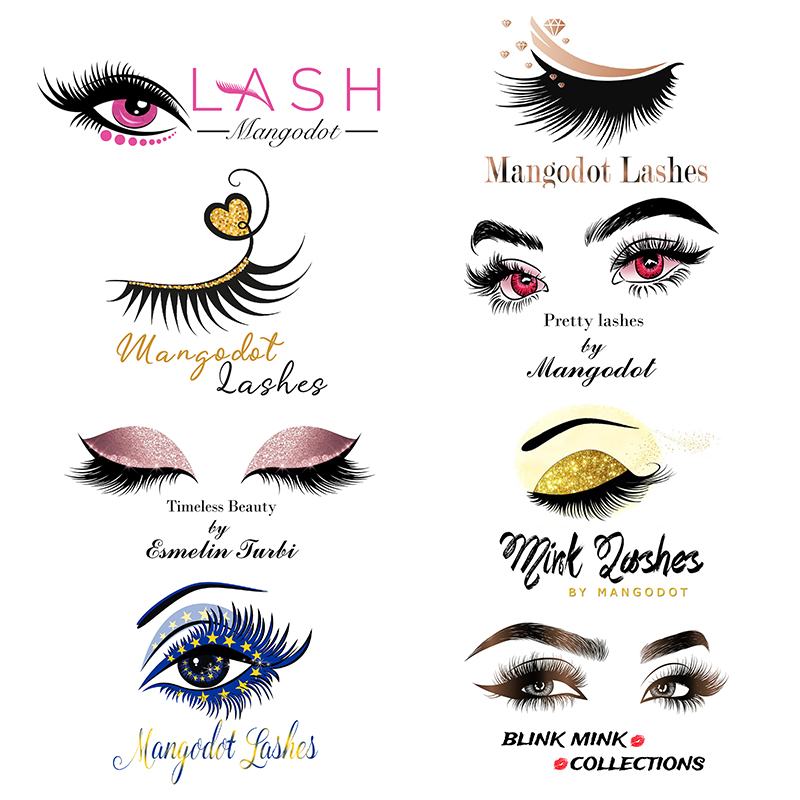 LASH
Mangodot
Mangodot Lashes
Mangodot
Lashes
Pretty lashes
by
Mangodot
Timeless Beauty
by
Esmelin Turbi
Mink Lashes
BY MANGODOT
Mangodot Lashes
BLINK MINK
COLLECTIONS